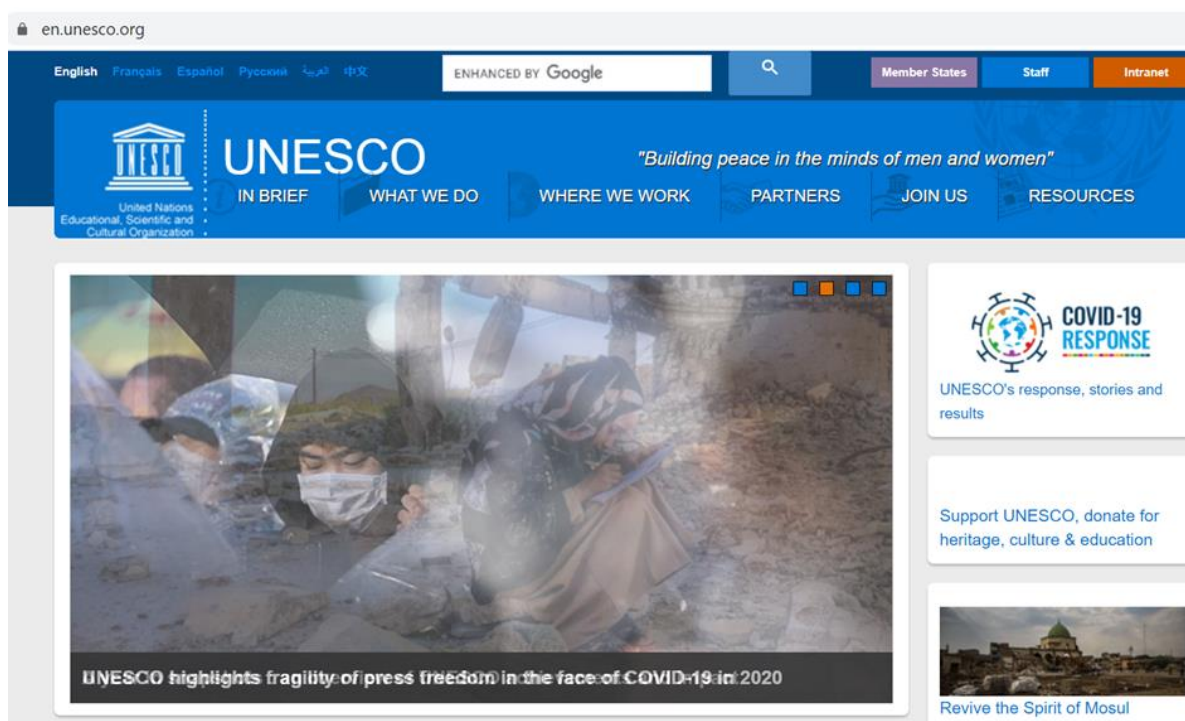 en.unesco.org
English Français Español Русский العربية 中文
ENHANCED BY Google
Member States Staff Intranet
UNESCO
United Nations
Educational, Scientific and
Cultural Organization
UNESCO
"Building peace in the minds of men and women"
IN BRIEF WHAT WE DO WHERE WE WORK PARTNERS JOIN US RESOURCES
UNESCO highlights fragility of press freedom in the face of COVID-19 in 2020
COVID-19
RESPONSE
UNESCO's response, stories and
results
Support UNESCO, donate for
heritage, culture & education
Revive the Spirit of Mosul